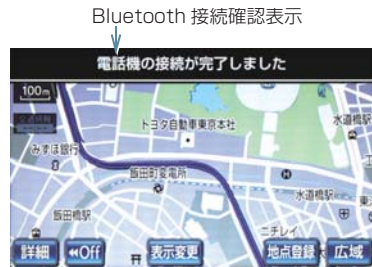 Bluetooth 接続確認表示
電話機の接続が完了しました
100m
水道橋駅
トヨタ自動車東京本社
みずほ銀行
飯田町変電所
水道橋駅
飯田橋駅
ニチレイ
詳細
◀◀Off
表示変更
地点登録
広域